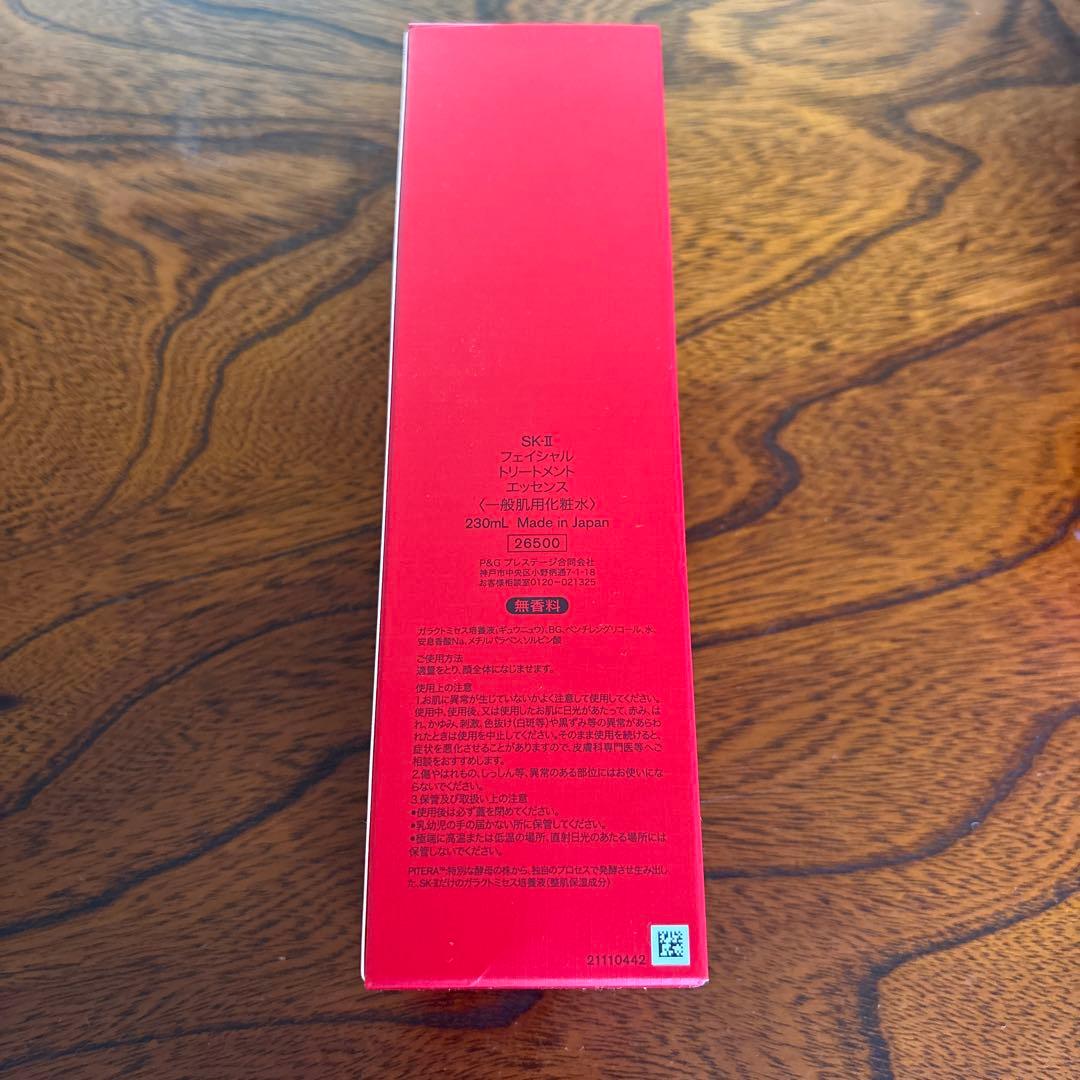 SK-II
フェイシャル
トリートメント
エッセンス
〈一般肌用化粧水〉
230mL Made in Japan
26500
P&G プレステージ合同会社
神戸市中央区小野柄通7-1-18
お客様相談室0120-021325
無香料
ガラクトミセス培養液(ギュウニュウ)、BG、ペンチレングリコール、水、
安息香酸Na、メチルパラベン、ソルビン酸
ご使用方法
適量をとり、顔全体になじませます。
使用上の注意
1.お肌に異常が生じていないかよく注意して使用してください。
使用中、使用後、又は使用したお肌に日光があたって、赤み、は
れ、かゆみ、刺激、色抜け(白斑等)や黒ずみ等の異常があらわ
れたときは使用を中止してください。そのまま使用を続けると、
症状を悪化させることがありますので、皮膚科専門医等へご
相談をおすすめします。
2.傷やはれもの、しっしん等、異常のある部位にはお使いにな
らないでください。
3.保管及び取扱い上の注意
•使用後は必ず蓋を閉めてください。
•乳幼児の手の届かない所に保管してください。
•極端に高温または低温の場所、直射日光のあたる場所には
保管しないでください。
PITERA™:特別な酵母の株から、独自のプロセスで発酵させ生み出し
た、SK-IIだけのガラクトミセス培養液(整肌保湿成分)
21110442